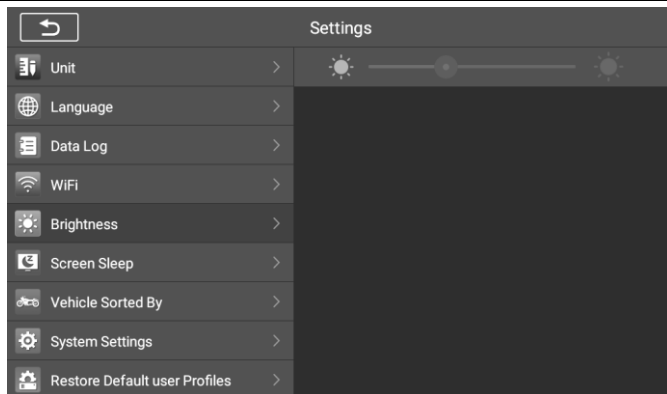 Settings
Unit
Language
Data Log
WiFi
Brightness
Screen Sleep
Vehicle Sorted By
System Settings
Restore Default user Profiles